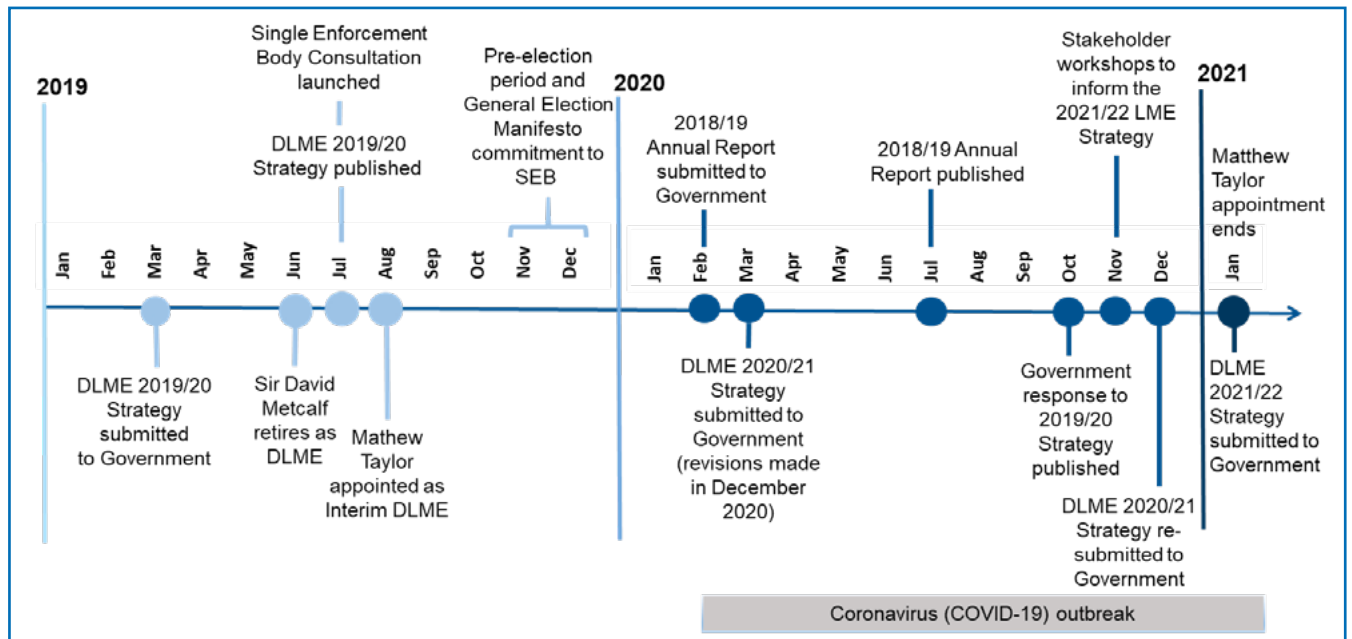 2019
Single Enforcement
Body Consultation
launched
DLME 2019/20
Strategy published
Pre-election
period and
General Election
Manifesto
commitment to
SEB
2020
2018/19
Annual Report
submitted to
Government
2018/19 Annual
Report published
Stakeholder
workshops to
inform the
2021/22 LME
Strategy
2021
Matthew
Taylor
appointment
ends
Jan
Feb
Mar
Apr
May
Jun
Jul
Aug
Sep
Oct
Nov
Dec
Jan
Feb
Mar
Apr
May
Jun
Jul
Aug
Sep
Oct
Nov
Dec
Jan
DLME 2019/20
Strategy
submitted
to Government
Sir David
Metcalf
retires as
DLME
Mathew
Taylor
appointed as
Interim DLME
DLME 2020/21
Strategy
submitted to
Government
(revisions made
in December
2020)
Government
response to
2019/20
Strategy
published
DLME 2020/21
Strategy re-
submitted to
Government
DLME
2021/22
Strategy
submitted to
Government
Coronavirus (COVID-19) outbreak